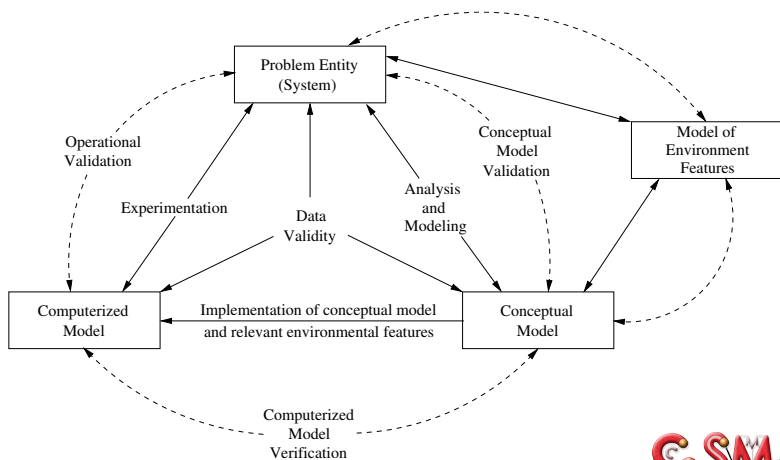 Problem Entity
(System)
Operational
Validation
Conceptual
Model
Validation
Model of
Environment
Features
Experimentation
Analysis
and
Modeling
Data
Validity
Computerized
Model
Implementation of conceptual model
and relevant environmental features
Conceptual
Model
Computerized
Model
Verification